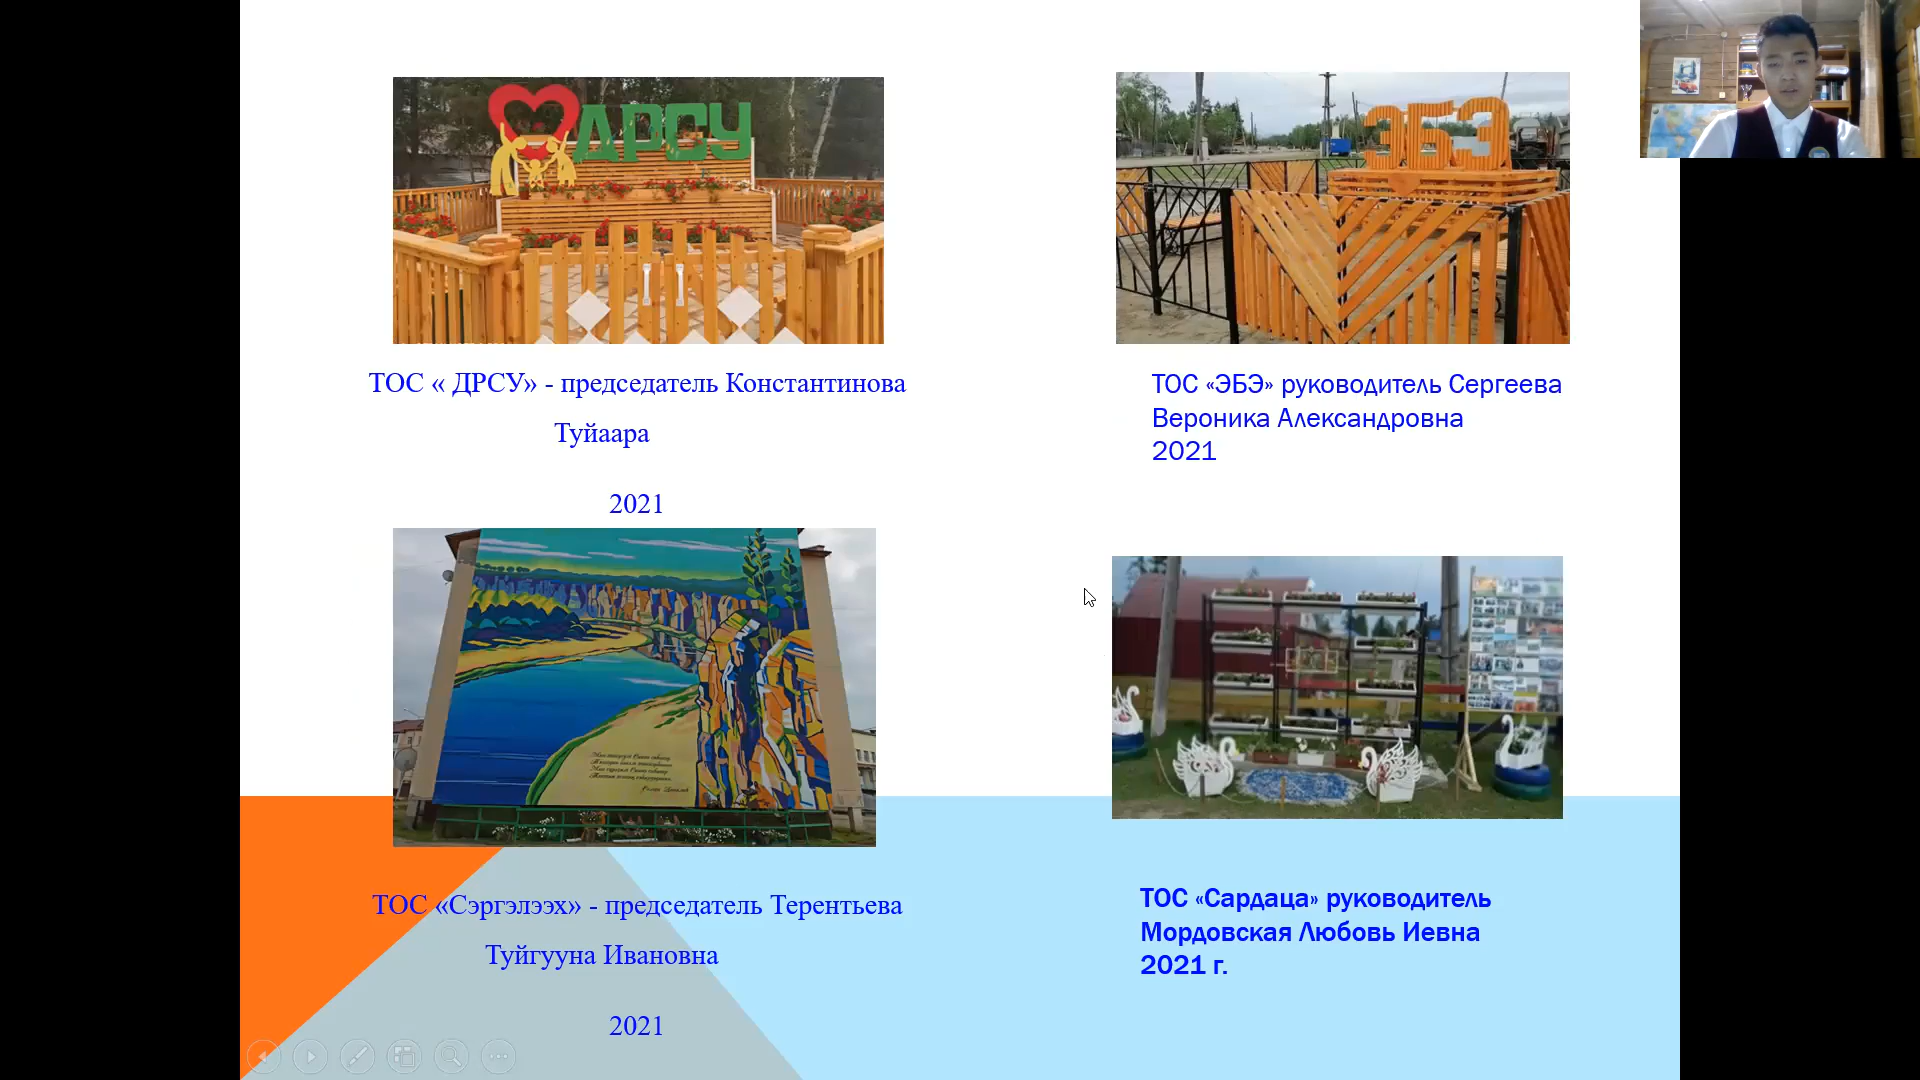 ДРСУ
ТОС « ДРСУ» - председатель Константинова
Туйаара
2021
ЭБЭ
ТОС «ЭБЭ» руководитель Сергеева
Вероника Александровна
2021
ТОС «Сэргэлээх» - председатель Терентьева
Туйгууна Ивановна
2021
ТОС «Сардаца» руководитель
Мордовская Любовь Иевна
2021 г.